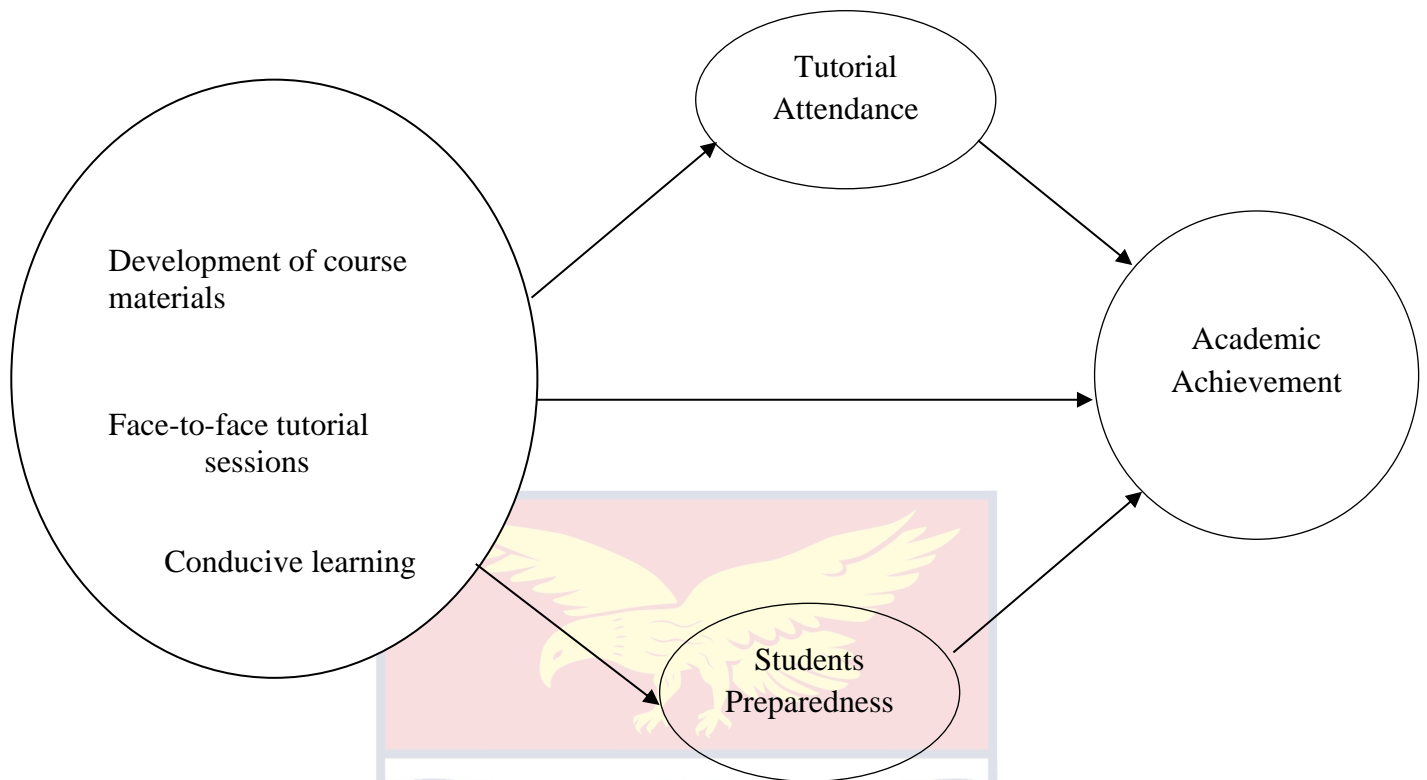 Tutorial
Attendance
Development of course
materials
Face-to-face tutorial
sessions
Conducive learning
Academic
Achievement
Students
Preparedness